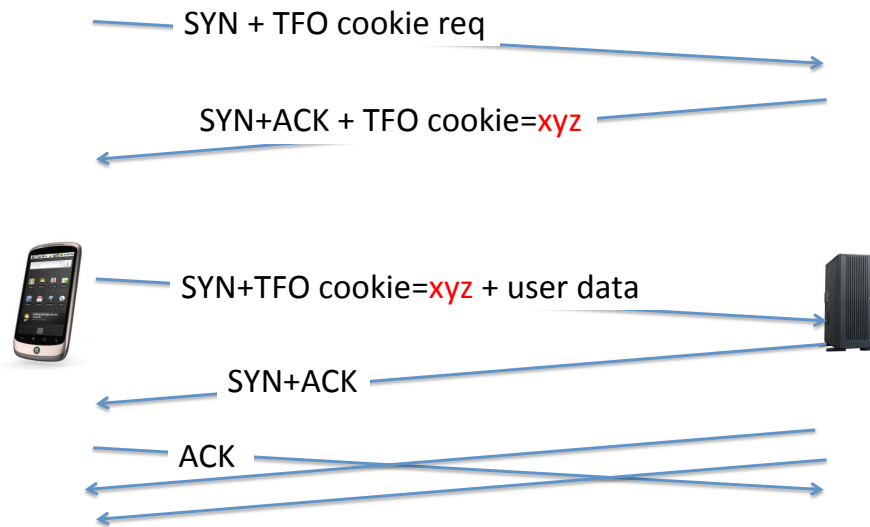 SYN + TFO cookie req
SYN+ACK + TFO cookie=xyz
SYN+TFO cookie=xyz + user data
SYN+ACK
ACK